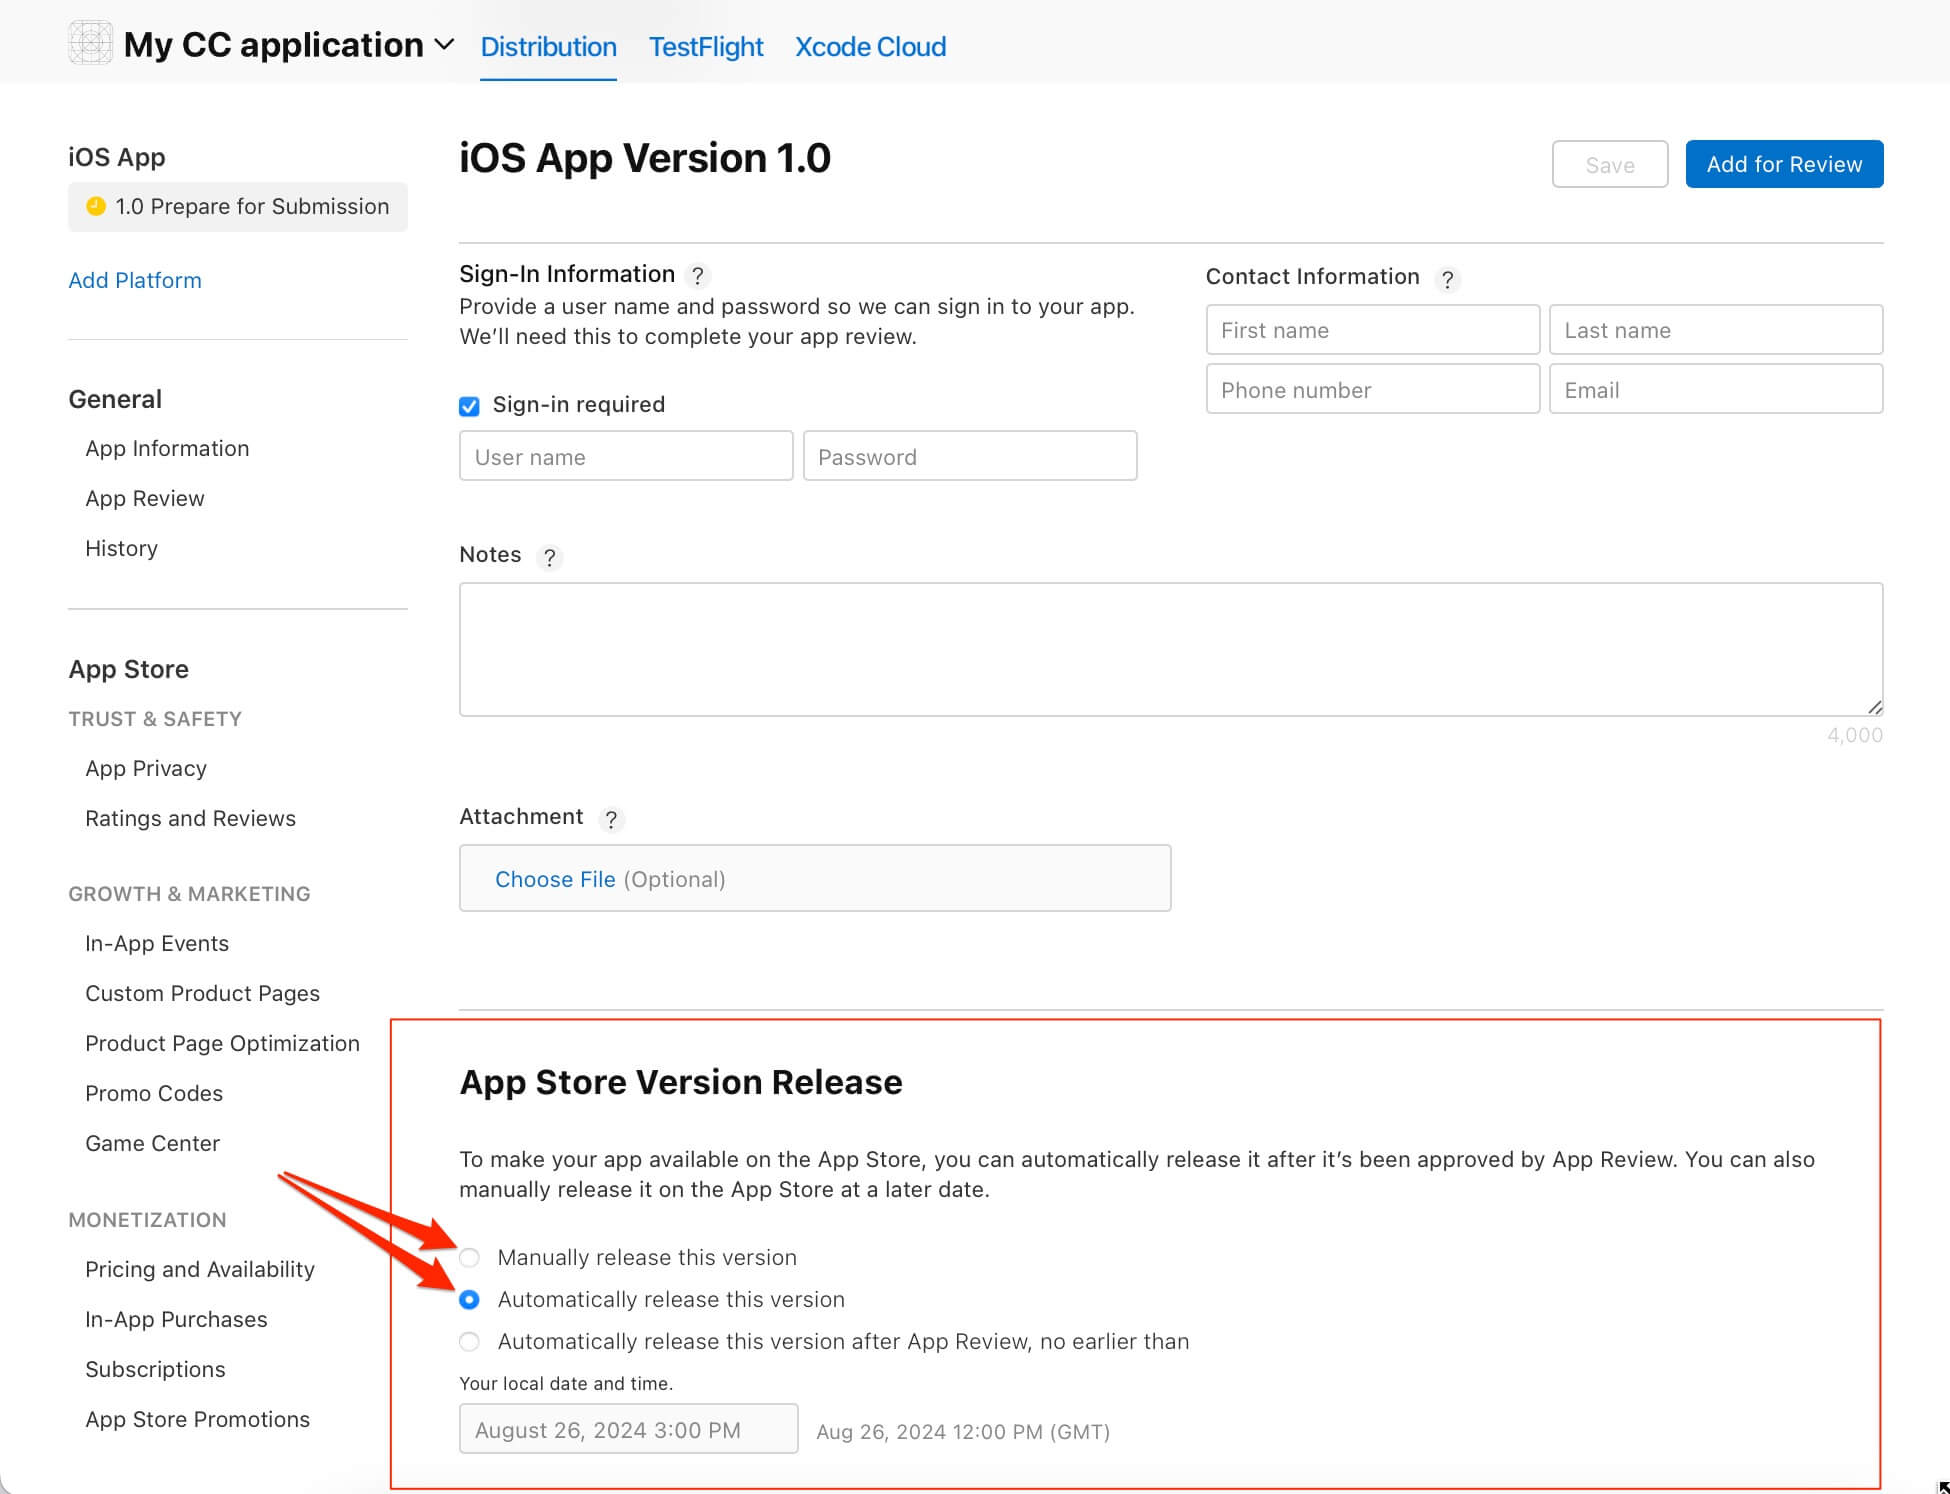 My CC application
Distribution
TestFlight
Xcode Cloud
iOS App
1.0 Prepare for Submission
Add Platform
General
App Information
App Review
History
App Store
TRUST & SAFETY
App Privacy
Ratings and Reviews
GROWTH & MARKETING
In-App Events
Custom Product Pages
Product Page Optimization
Promo Codes
Game Center
MONETIZATION
Pricing and Availability
In-App Purchases
Subscriptions
App Store Promotions
iOS App Version 1.0
Save
Add for Review
Sign-In Information ?
Provide a user name and password so we can sign in to your app.
We’ll need this to complete your app review.
Sign-in required
User name
Password
Contact Information ?
First name
Last name
Phone number
Email
Notes ?
4,000
Attachment ?
Choose File (Optional)
App Store Version Release
To make your app available on the App Store, you can automatically release it after it’s been approved by App Review. You can also
manually release it on the App Store at a later date.
Manually release this version
Automatically release this version
Automatically release this version after App Review, no earlier than
Your local date and time.
August 26, 2024 3:00 PM
Aug 26, 2024 12:00 PM (GMT)